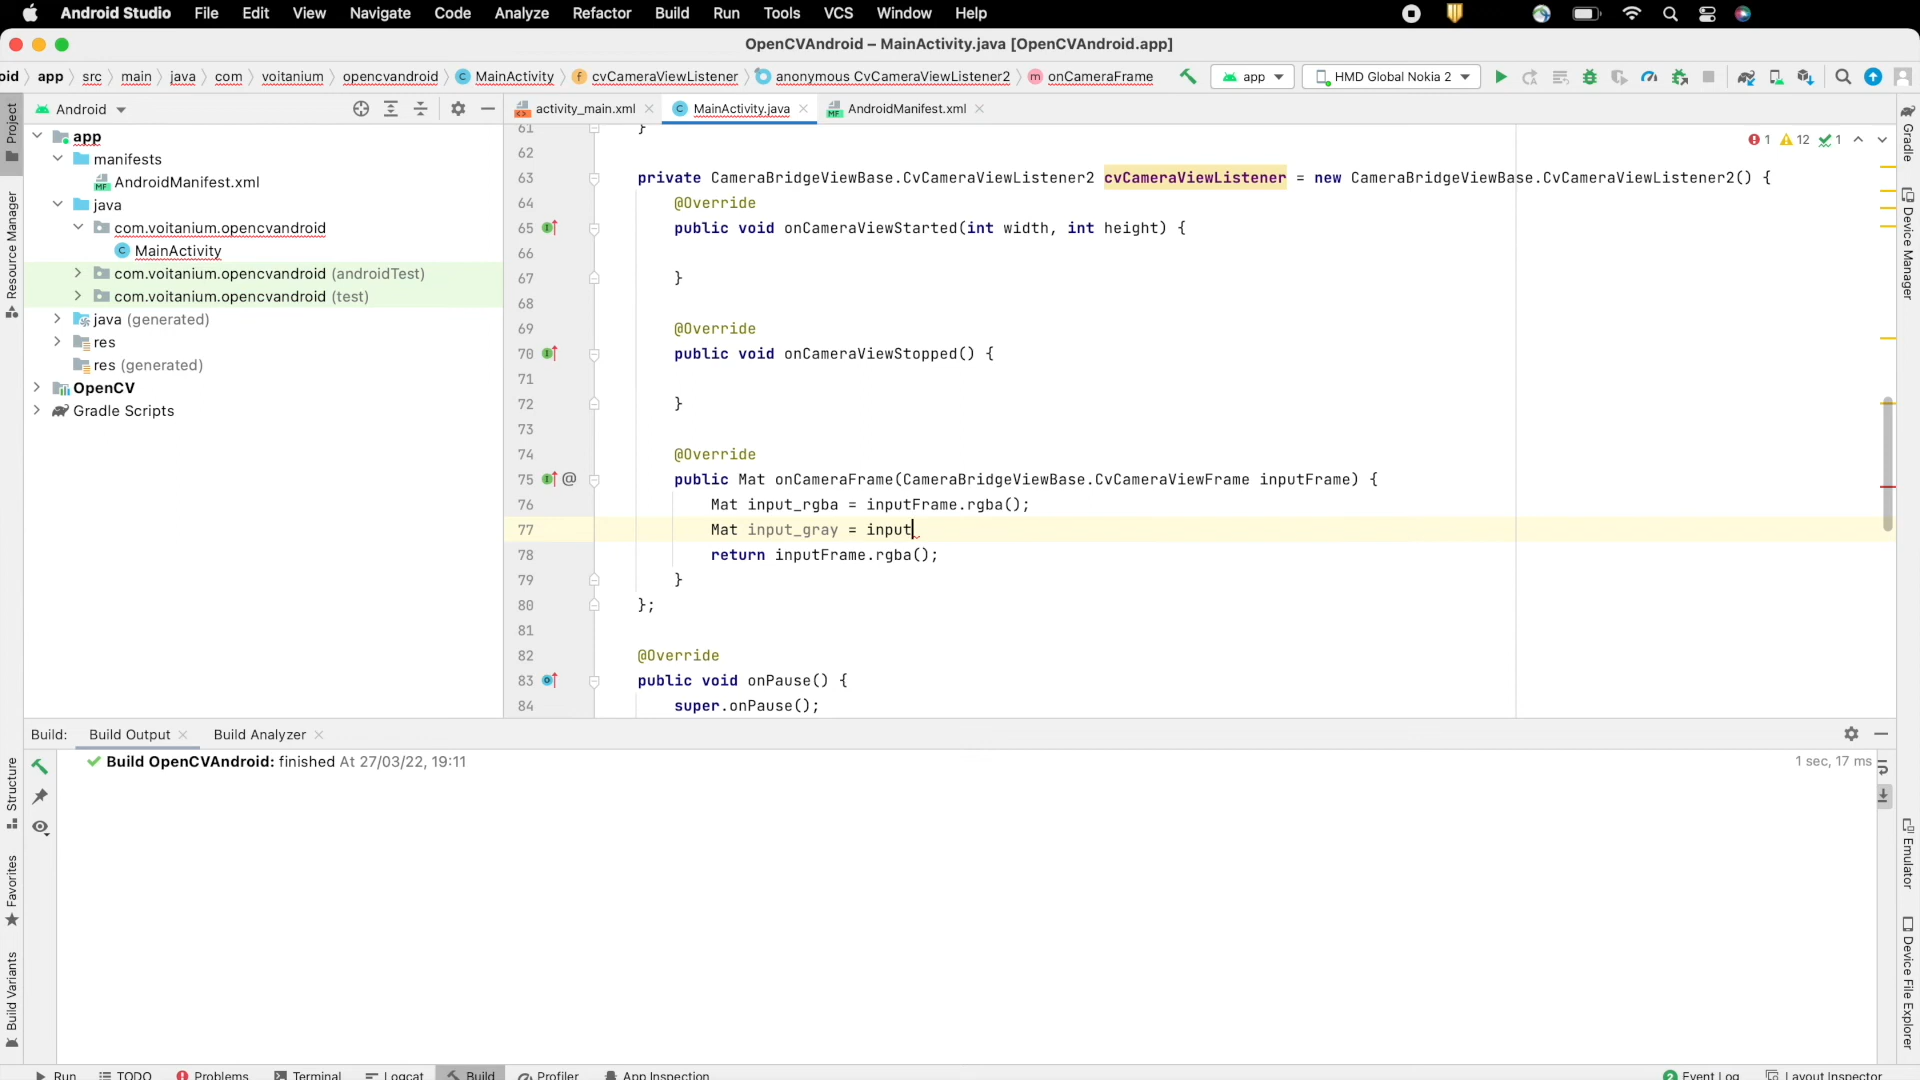 Android Studio File Edit View Navigate Code Analyze Refactor Build Run Tools VCS Window Help
OpenCVAndroid – MainActivity.java [OpenCVAndroid.app]
oid app src main java com voitanium opencvandroid MainActivity cvCameraViewListener anonymous CvCameraViewListener2 onCameraFrame app HMD Global Nokia 2
Android activity_main.xml MainActivity.java AndroidManifest.xml
Project
Resource Manager
Structure
Favorites
Build Variants
app
manifests
AndroidManifest.xml
java
com.voitanium.opencvandroid
MainActivity
com.voitanium.opencvandroid (androidTest)
com.voitanium.opencvandroid (test)
java (generated)
res
res (generated)
OpenCV
Gradle Scripts
1 12 1
61 }
62
63 private CameraBridgeViewBase.CvCameraViewListener2 cvCameraViewListener = new CameraBridgeViewBase.CvCameraViewListener2() {
64 @Override
65 public void onCameraViewStarted(int width, int height) {
66
67 }
68
69 @Override
70 public void onCameraViewStopped() {
71
72 }
73
74 @Override
75 @ public Mat onCameraFrame(CameraBridgeViewBase.CvCameraViewFrame inputFrame) {
76 Mat input_rgba = inputFrame.rgba();
77 Mat input_gray = input
78 return inputFrame.rgba();
79 }
80 };
81
82 @Override
83 public void onPause() {
84 super.onPause();
Gradle
Device Manager
Emulator
Device File Explorer
Build: Build Output Build Analyzer
Build OpenCVAndroid: finished At 27/03/22, 19:11 1 sec, 17 ms
Run TODO Problems Terminal Logcat Build Profiler App Inspection 2 Event Log Layout Inspector